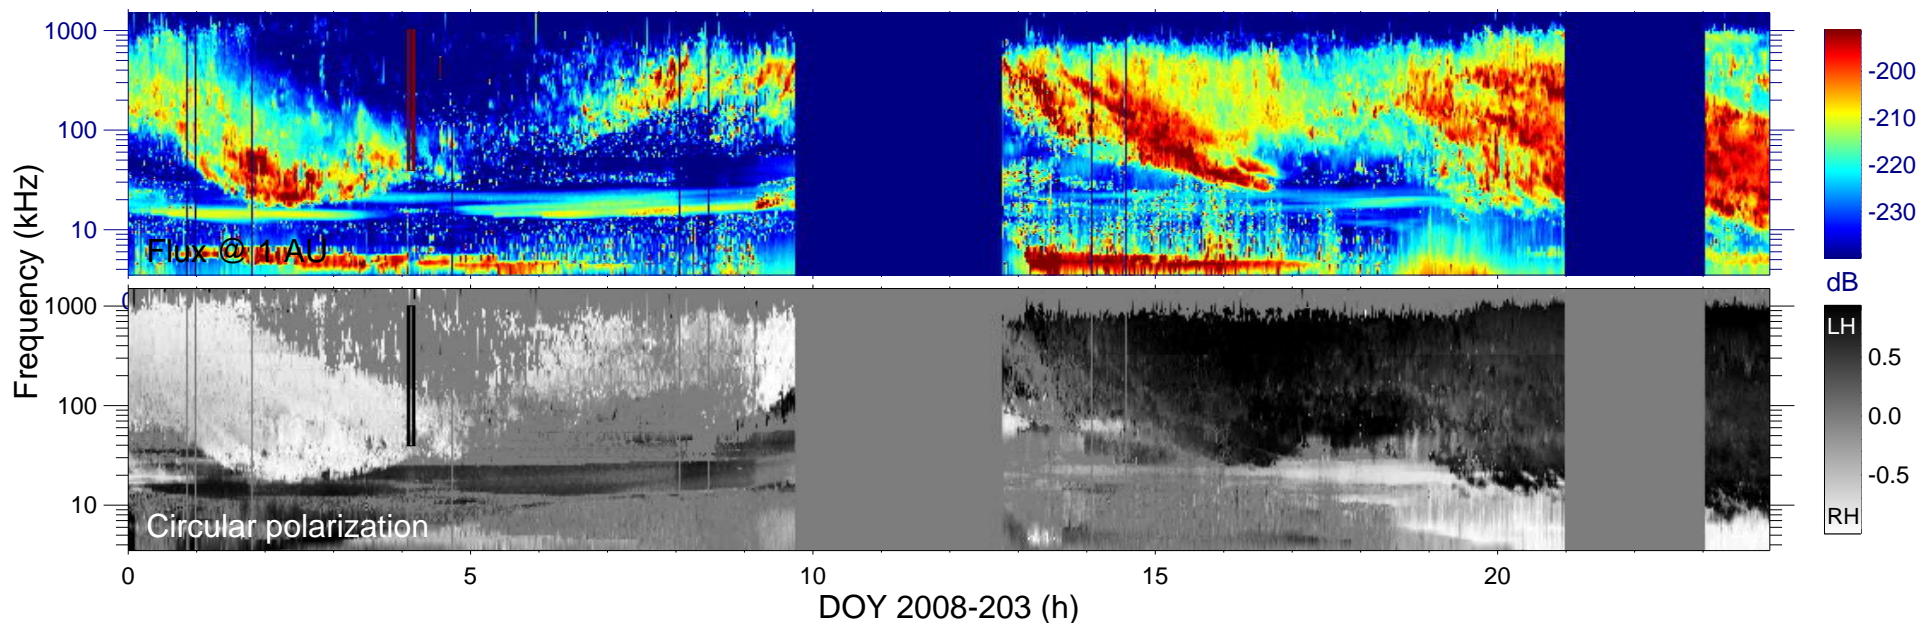 1000
100
10
Frequency (kHz)
Flux @ 1 AU
-200
-210
-220
-230
dB
0
1000
100
10
Circular polarization
LH
0.5
0.0
-0.5
RH
0
5
10
15
20
DOY 2008-203 (h)